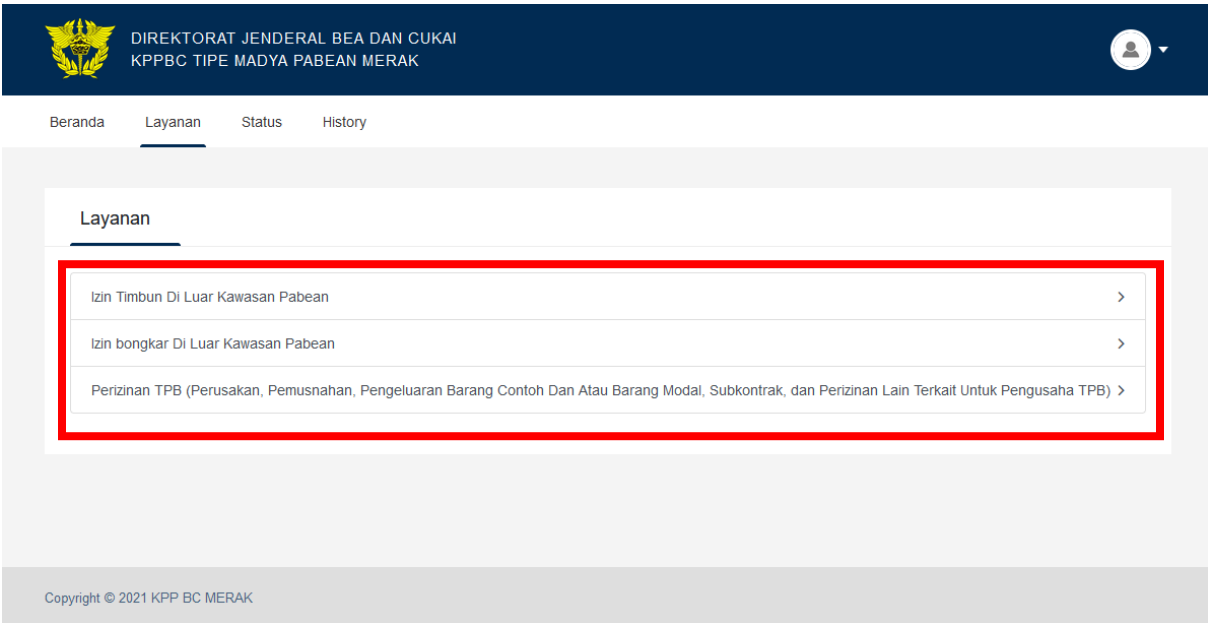 DIREKTORAT JENDERAL BEA DAN CUKAI
KPPBC TIPE MADYA PABEAN MERAK
Beranda Layanan Status History
Layanan
Izin Timbun Di Luar Kawasan Pabean
Izin bongkar Di Luar Kawasan Pabean
Perizinan TPB (Perusakan, Pemusnahan, Pengeluaran Barang Contoh Dan Atau Barang Modal, Subkontrak, dan Perizinan Lain Terkait Untuk Pengusaha TPB)
Copyright © 2021 KPP BC MERAK